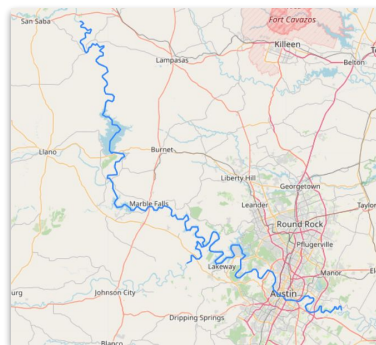 San Saba
Fort Cavazos
Killeen
Lampasas
Belton
Llano
Burnet
Liberty Hill
Georgetown
Marble Falls
Leander
Taylor
Round Rock
Pflugerville
Lakeway
Manor
Johnson City
Austin
burg
Dripping Springs
Blanco